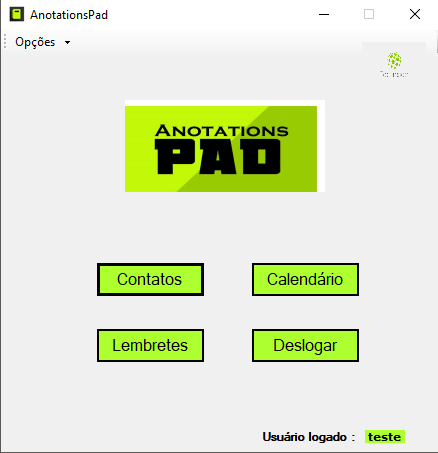 AnotationsPad
Opções
ANOTATIONS
PAD
Contatos
Calendário
Lembretes
Deslogar
Usuário logado : teste